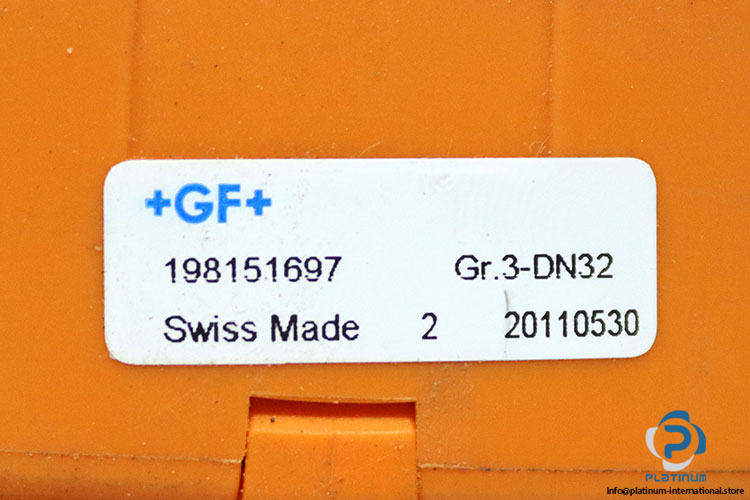 +GF+
198151697 Gr.3-DN32
Swiss Made 2 20110530
PLATINUM
Info@platinum-international.store